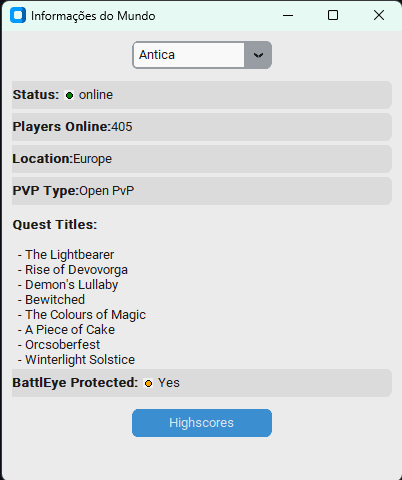 Informações do Mundo
Antica
Status: online
Players Online:405
Location:Europe
PVP Type:Open PvP
Quest Titles:
- The Lightbearer
- Rise of Devovorga
- Demon's Lullaby
- Bewitched
- The Colours of Magic
- A Piece of Cake
- Orcsoberfest
- Winterlight Solstice
BattlEye Protected: Yes
Highscores